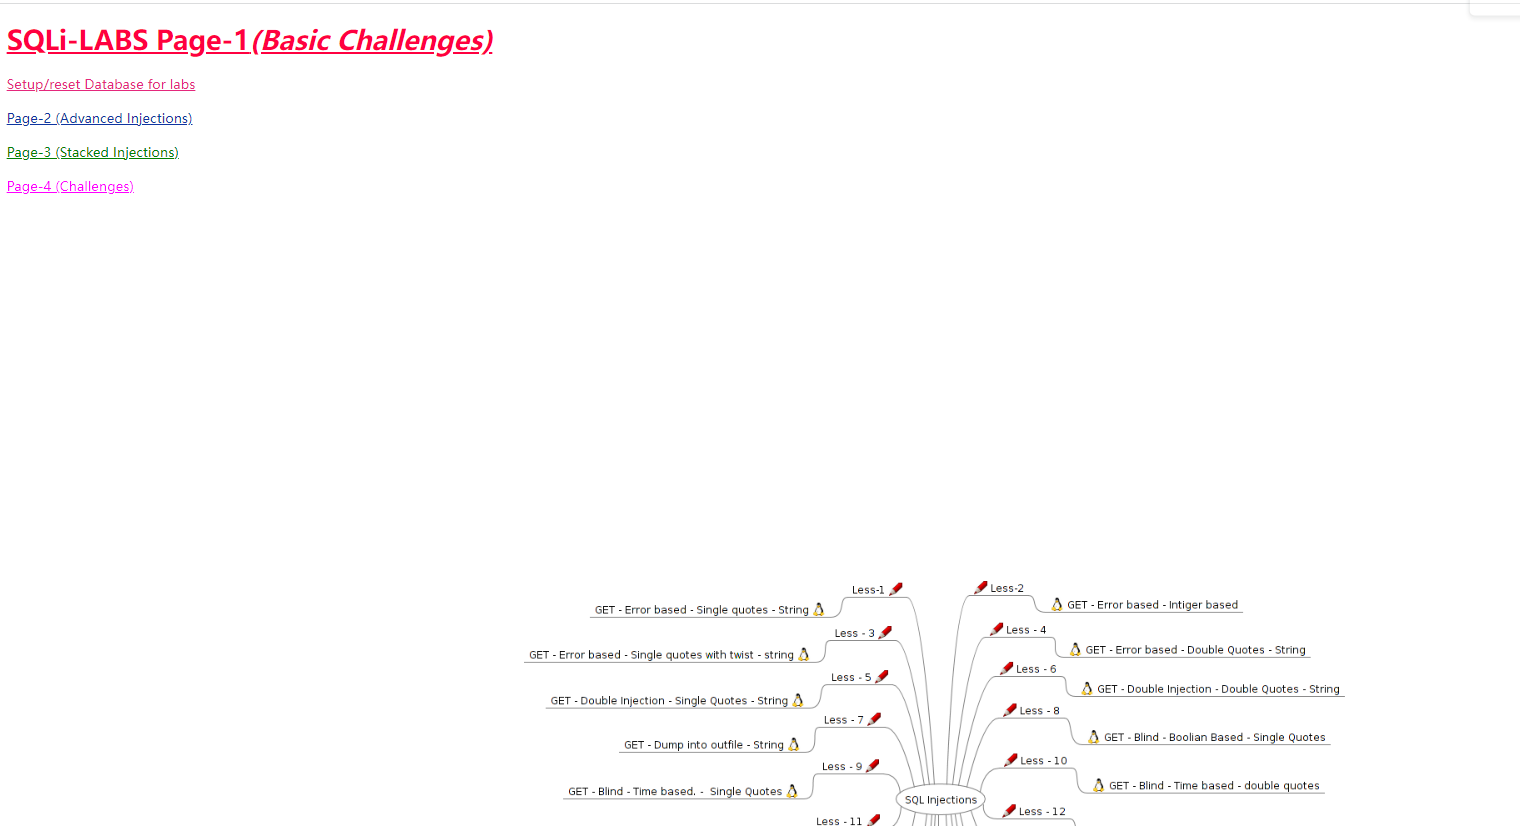 SQLi-LABS Page-1(Basic Challenges)
Setup/reset Database for labs
Page-2 (Advanced Injections)
Page-3 (Stacked Injections)
Page-4 (Challenges)
Less-1
GET - Error based - Single quotes - String
Less - 3
GET - Error based - Single quotes with twist - string
Less - 5
GET - Double Injection - Single Quotes - String
Less - 7
GET - Dump into outfile - String
Less - 9
GET - Blind - Time based. - Single Quotes
Less - 11
SQL Injections
Less-2
GET - Error based - Intiger based
Less - 4
GET - Error based - Double Quotes - String
Less - 6
GET - Double Injection - Double Quotes - String
Less - 8
GET - Blind - Boolian Based - Single Quotes
Less - 10
GET - Blind - Time based - double quotes
Less - 12